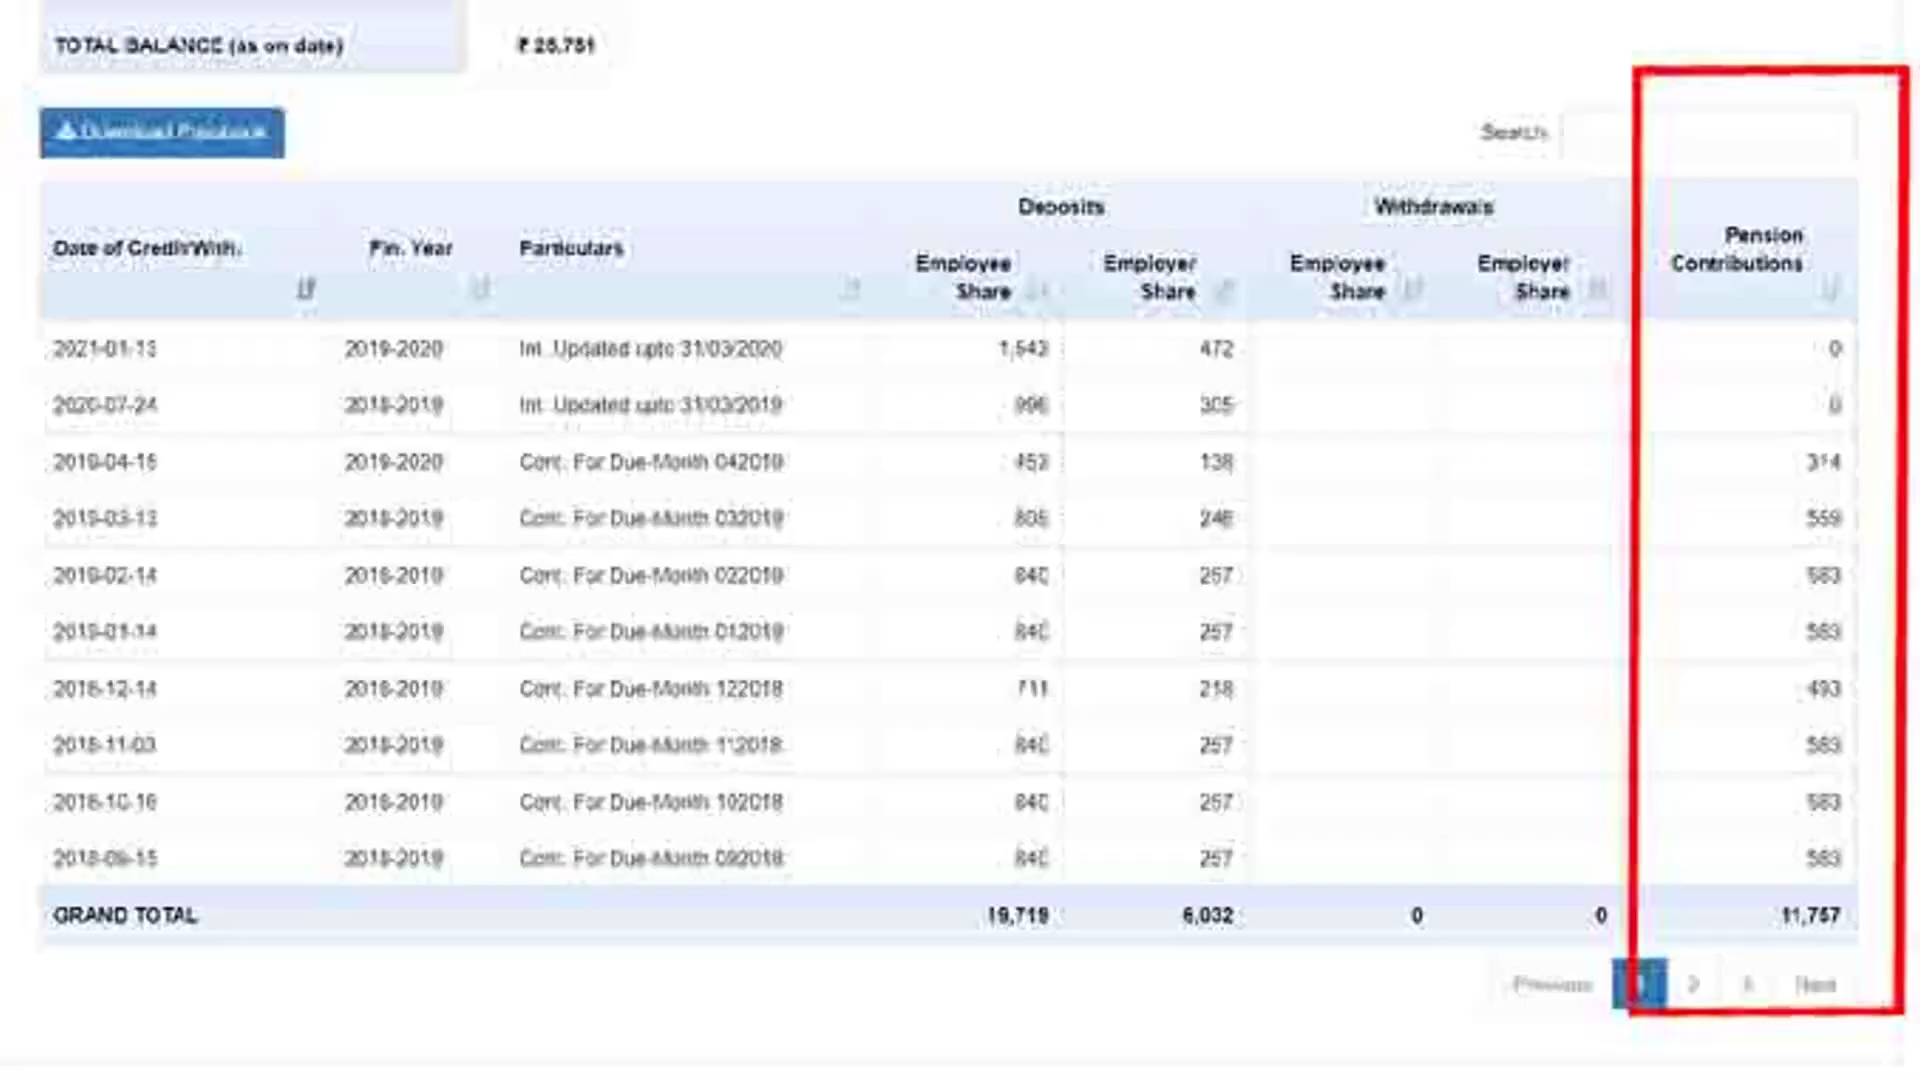 TOTAL BALANCE (as on date) ₹ 25,751
Download Passbook
Search:
Deposits Withdrawals
Date of Credit/With. Fin. Year Particulars Employee Share Employer Share Employee Share Employer Share Pension Contributions
2021-01-13 2019-2020 Int. Updated upto 31/03/2020 1,543 472 0
2020-07-24 2018-2019 Int. Updated upto 31/03/2019 996 305 0
2019-04-15 2019-2020 Cont. For Due-Month 042019 453 138 314
2019-03-13 2018-2019 Cont. For Due-Month 032019 805 246 559
2019-02-14 2018-2019 Cont. For Due-Month 022019 840 257 583
2019-01-14 2018-2019 Cont. For Due-Month 012019 840 257 583
2018-12-14 2018-2019 Cont. For Due-Month 122018 711 218 493
2018-11-03 2018-2019 Cont. For Due-Month 112018 840 257 583
2018-10-16 2018-2019 Cont. For Due-Month 102018 840 257 583
2018-09-15 2018-2019 Cont. For Due-Month 092018 840 257 583
GRAND TOTAL 19,719 6,032 0 0 11,757
Previous 1 2 3 Next